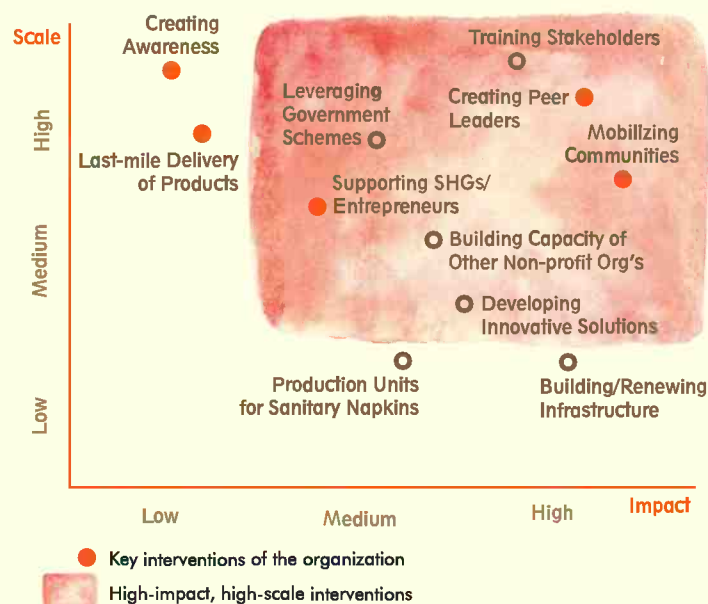 Scale
High
Medium
Low
Creating
Awareness
Last-mile Delivery
of Products
Leveraging
Government
Schemes
Training Stakeholders
Creating Peer
Leaders
Mobilizing
Communities
Supporting SHGs/
Entrepreneurs
Building Capacity of
Other Non-profit Org's
Developing
Innovative Solutions
Production Units
for Sanitary Napkins
Building/Renewing
Infrastructure
Low
Medium
High
Impact
Key interventions of the organization
High-impact, high-scale interventions